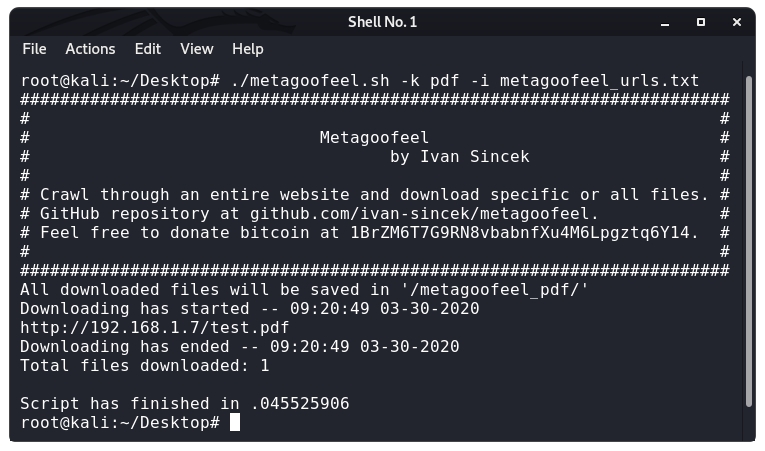 Shell No. 1
File Actions Edit View Help
root@kali:~/Desktop# ./metagoofeel.sh -k pdf -i metagoofeel_urls.txt
#######################################################################
#                                                                     #
#                             Metagoofeel                             #
#                                    by Ivan Sincek                   #
#                                                                     #
# Crawl through an entire website and download specific or all files. #
# GitHub repository at github.com/ivan-sincek/metagoofeel.            #
# Feel free to donate bitcoin at 1BrZM6T7G9RN8vbabnfXu4M6Lpgztq6Y14.  #
#                                                                     #
#######################################################################
All downloaded files will be saved in '/metagoofeel_pdf/'
Downloading has started -- 09:20:49 03-30-2020
http://192.168.1.7/test.pdf
Downloading has ended -- 09:20:49 03-30-2020
Total files downloaded: 1

Script has finished in .045525906
root@kali:~/Desktop#